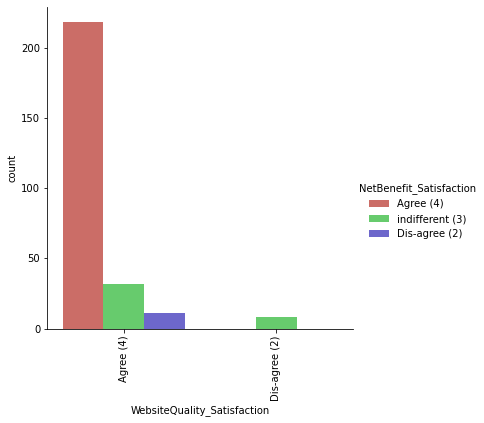 200
150
100
50
0
count
Agree (4)
Dis-agree (2)
WebsiteQuality_Satisfaction
NetBenefit_Satisfaction
Agree (4)
indifferent (3)
Dis-agree (2)